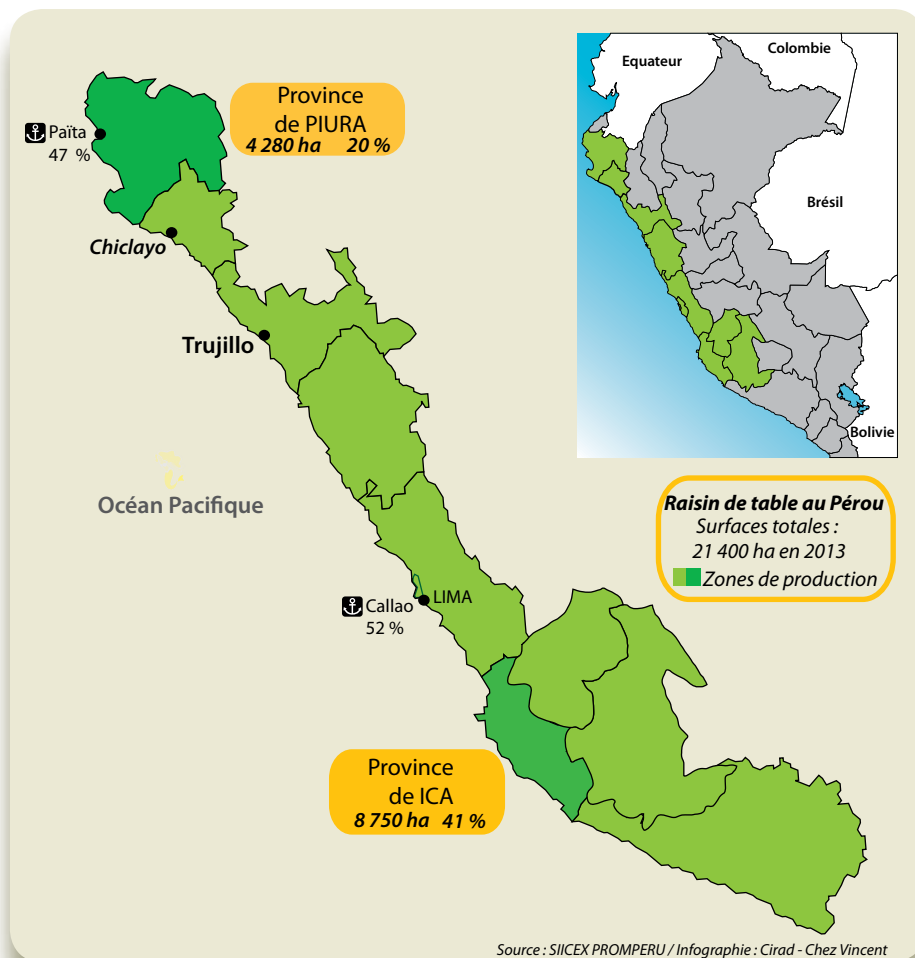 Province
de PIURA
4 280 ha 20 %
Païta
47 %
Chiclayo
Trujillo
Océan Pacifique
Callao
52 %
LIMA
Province
de ICA
8 750 ha 41 %
Equateur
Colombie
Brésil
Bolivie
Raisin de table au Pérou
Surfaces totales :
21 400 ha en 2013
Zones de production
Source : SIICEX PROMPERU / Infographie : Cirad - Chez Vincent